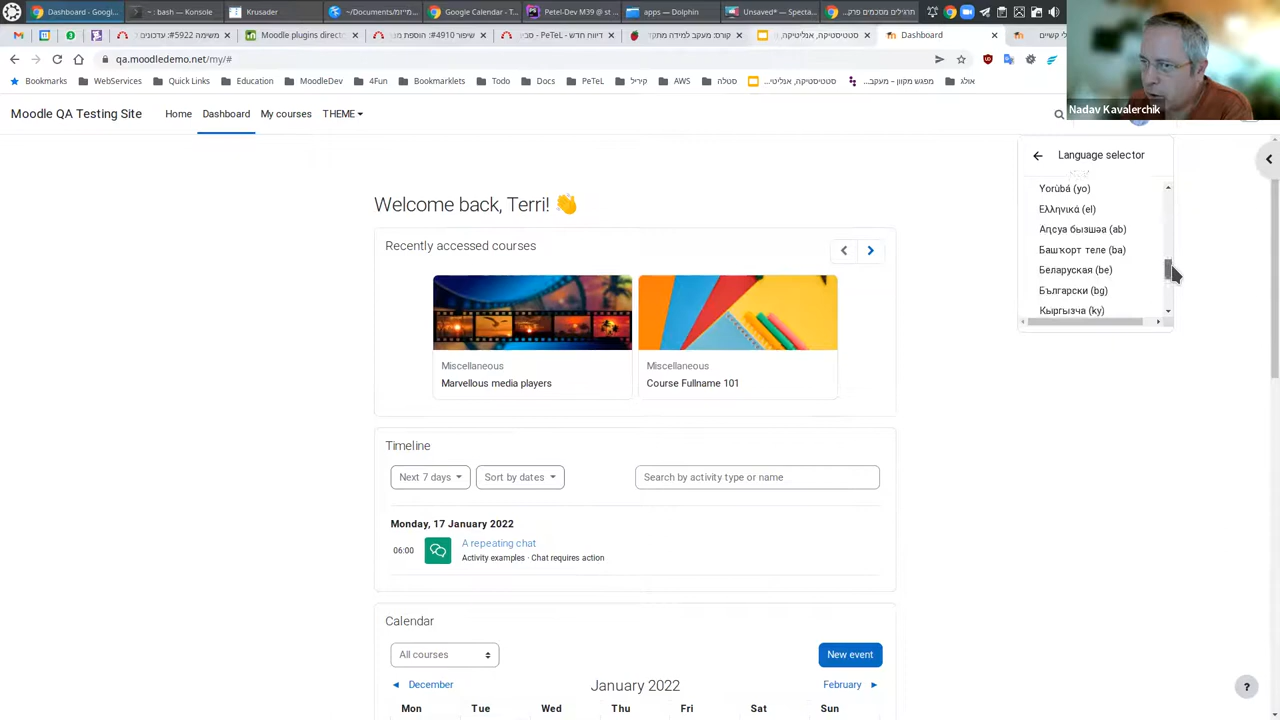 Dashboard - Googl...
~ : bash — Konsole
Krusader
Google Calendar - T...
Petel-Dev M39 @ st...
apps — Dolphin
Unsaved* — Specta...
Moodle plugins direct
Dashboard
qa.moodledemo.net/my/#
Bookmarks
WebServices
Quick Links
Education
MoodleDev
4Fun
Bookmarklets
Todo
Docs
PeTeL
קיריל
AWS
סטלה
אולג
Nadav Kavalerchik
Moodle QA Testing Site
Home
Dashboard
My courses
THEME
Language selector
Yorùbá (yo)
Ελληνικά (el)
Аҧсуа бызшәа (ab)
Башҡорт теле (ba)
Беларуская (be)
Български (bg)
Кыргызча (ky)
Welcome back, Terri! 👋
Recently accessed courses
Miscellaneous
Marvellous media players
Miscellaneous
Course Fullname 101
Timeline
Next 7 days
Sort by dates
Search by activity type or name
Monday, 17 January 2022
06:00
A repeating chat
Activity examples · Chat requires action
Calendar
All courses
New event
◄ December
January 2022
February ►
Mon Tue Wed Thu Fri Sat Sun
?